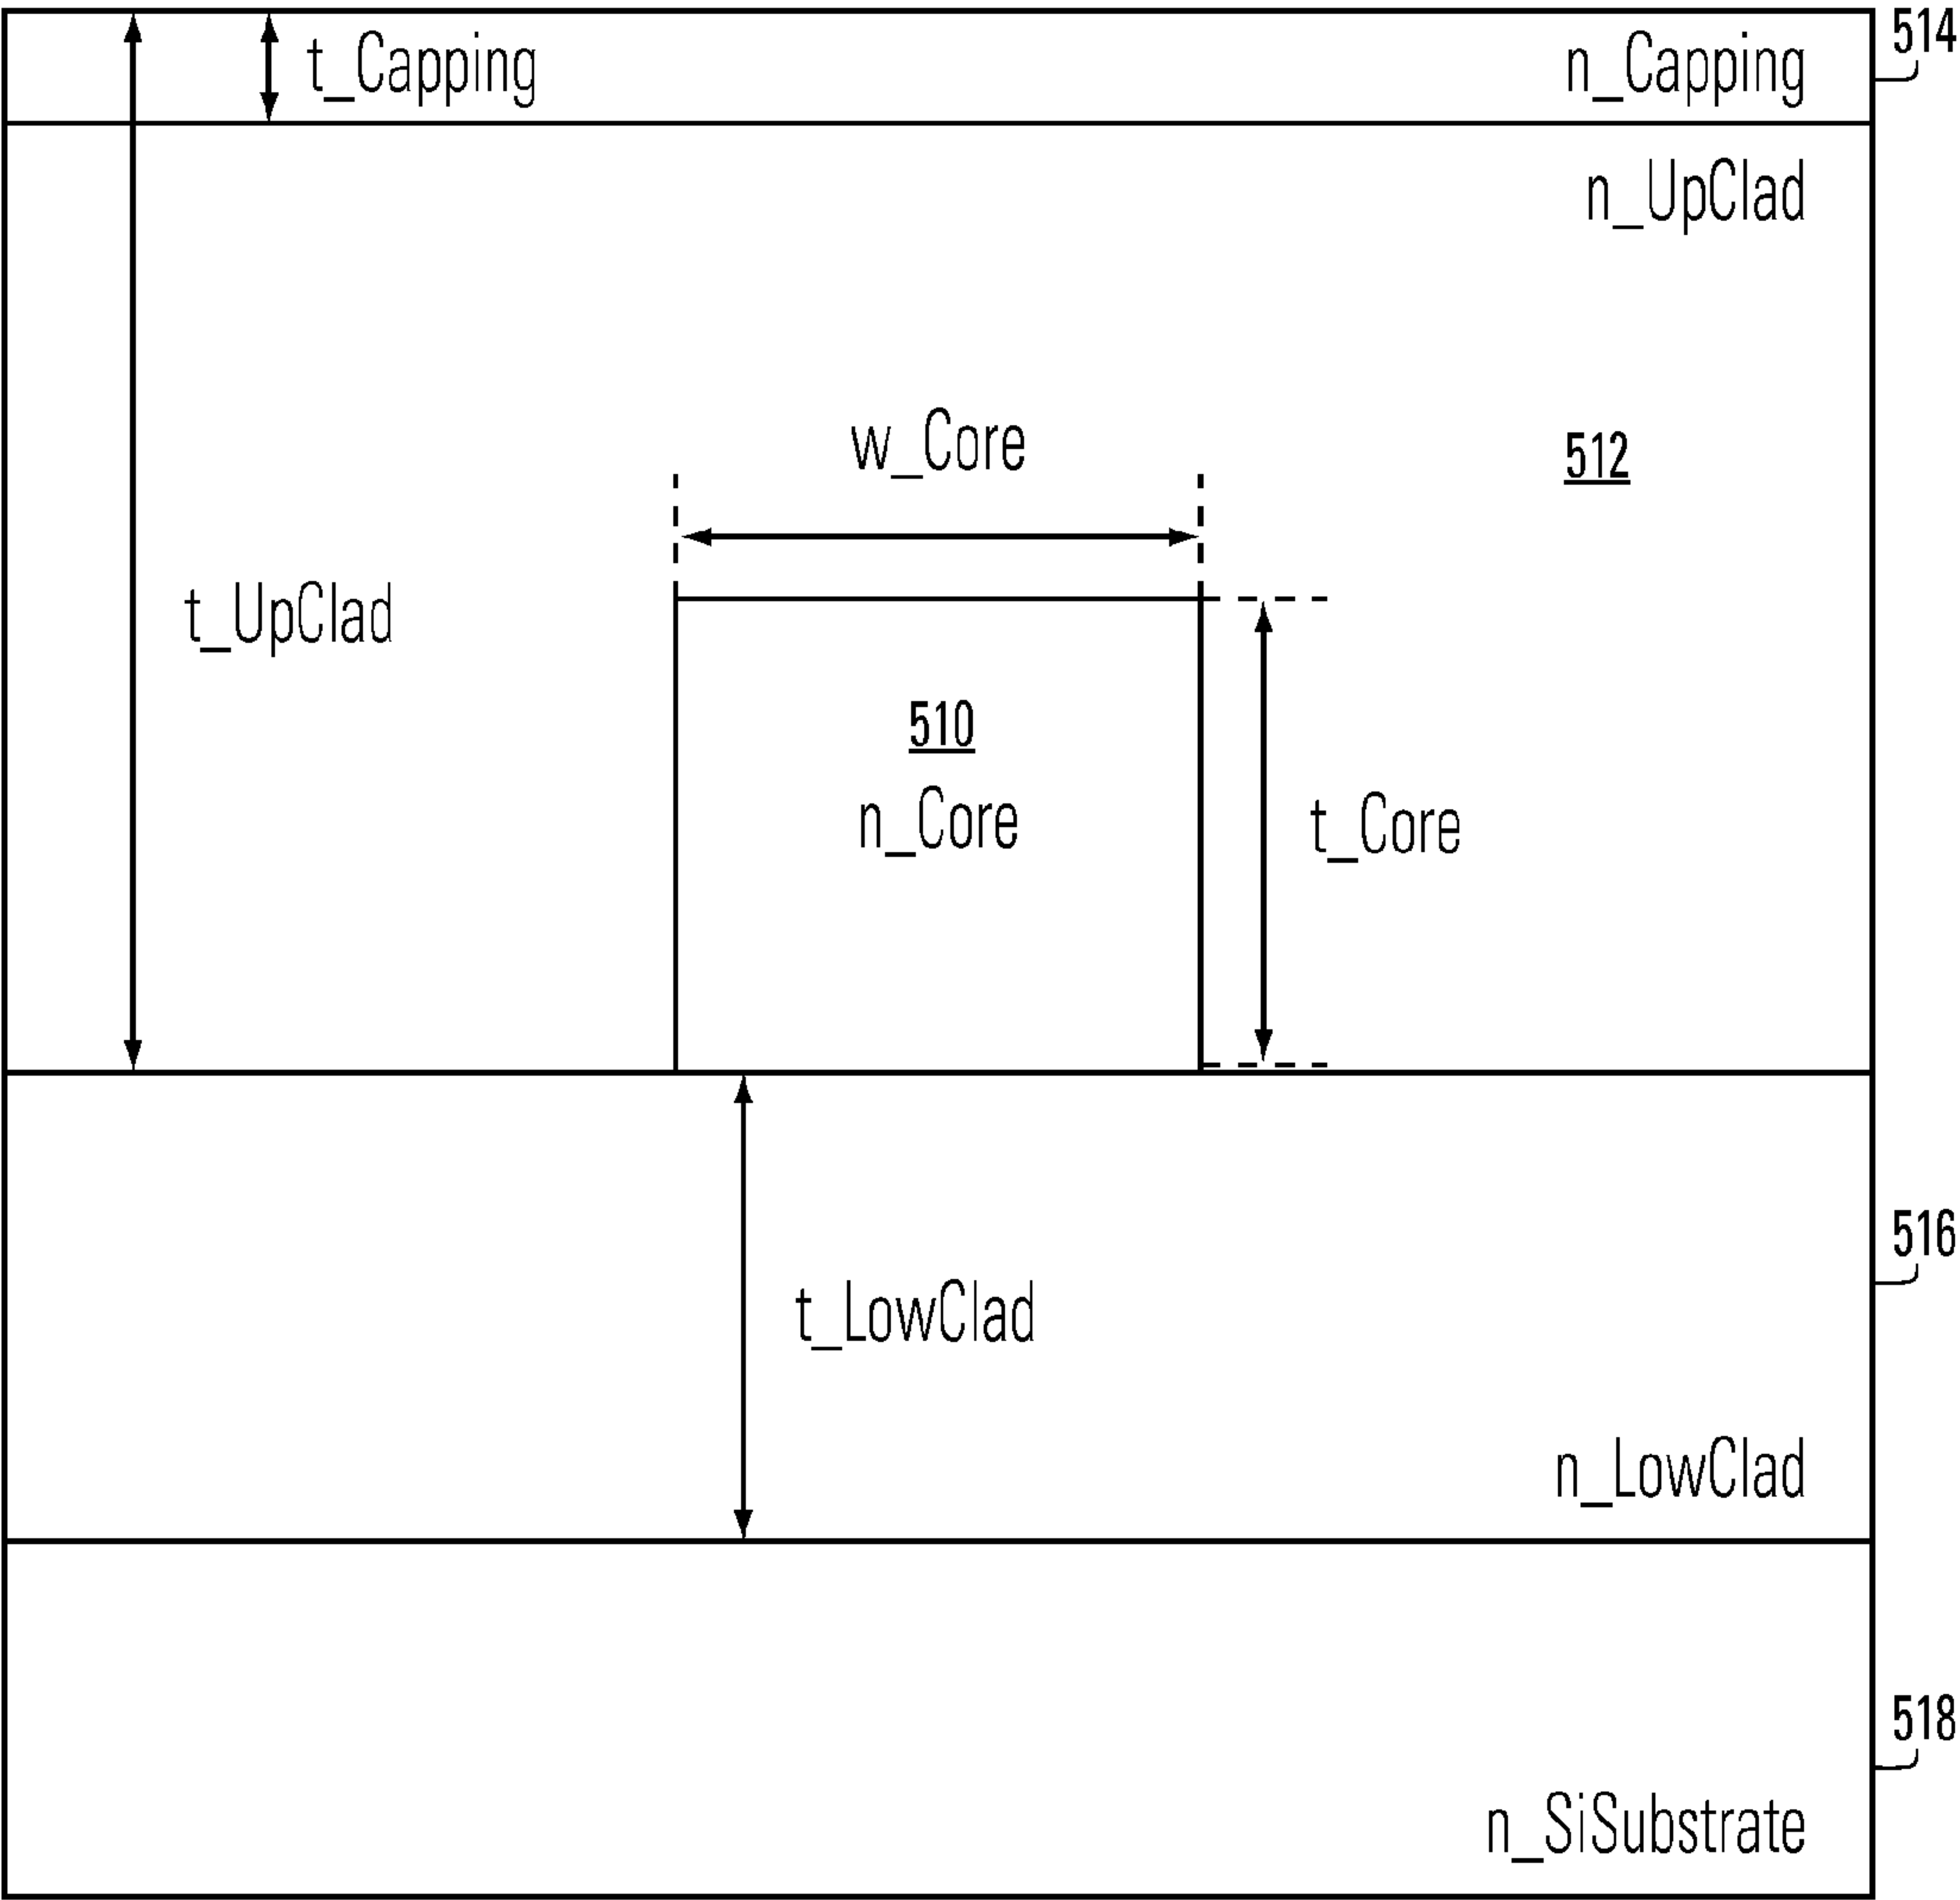 514
t_Capping
n_Capping
n_UpClad
w_Core
512
t_UpClad
510
n_Core
t_Core
516
t_LowClad
n_LowClad
518
n_SiSubstrate